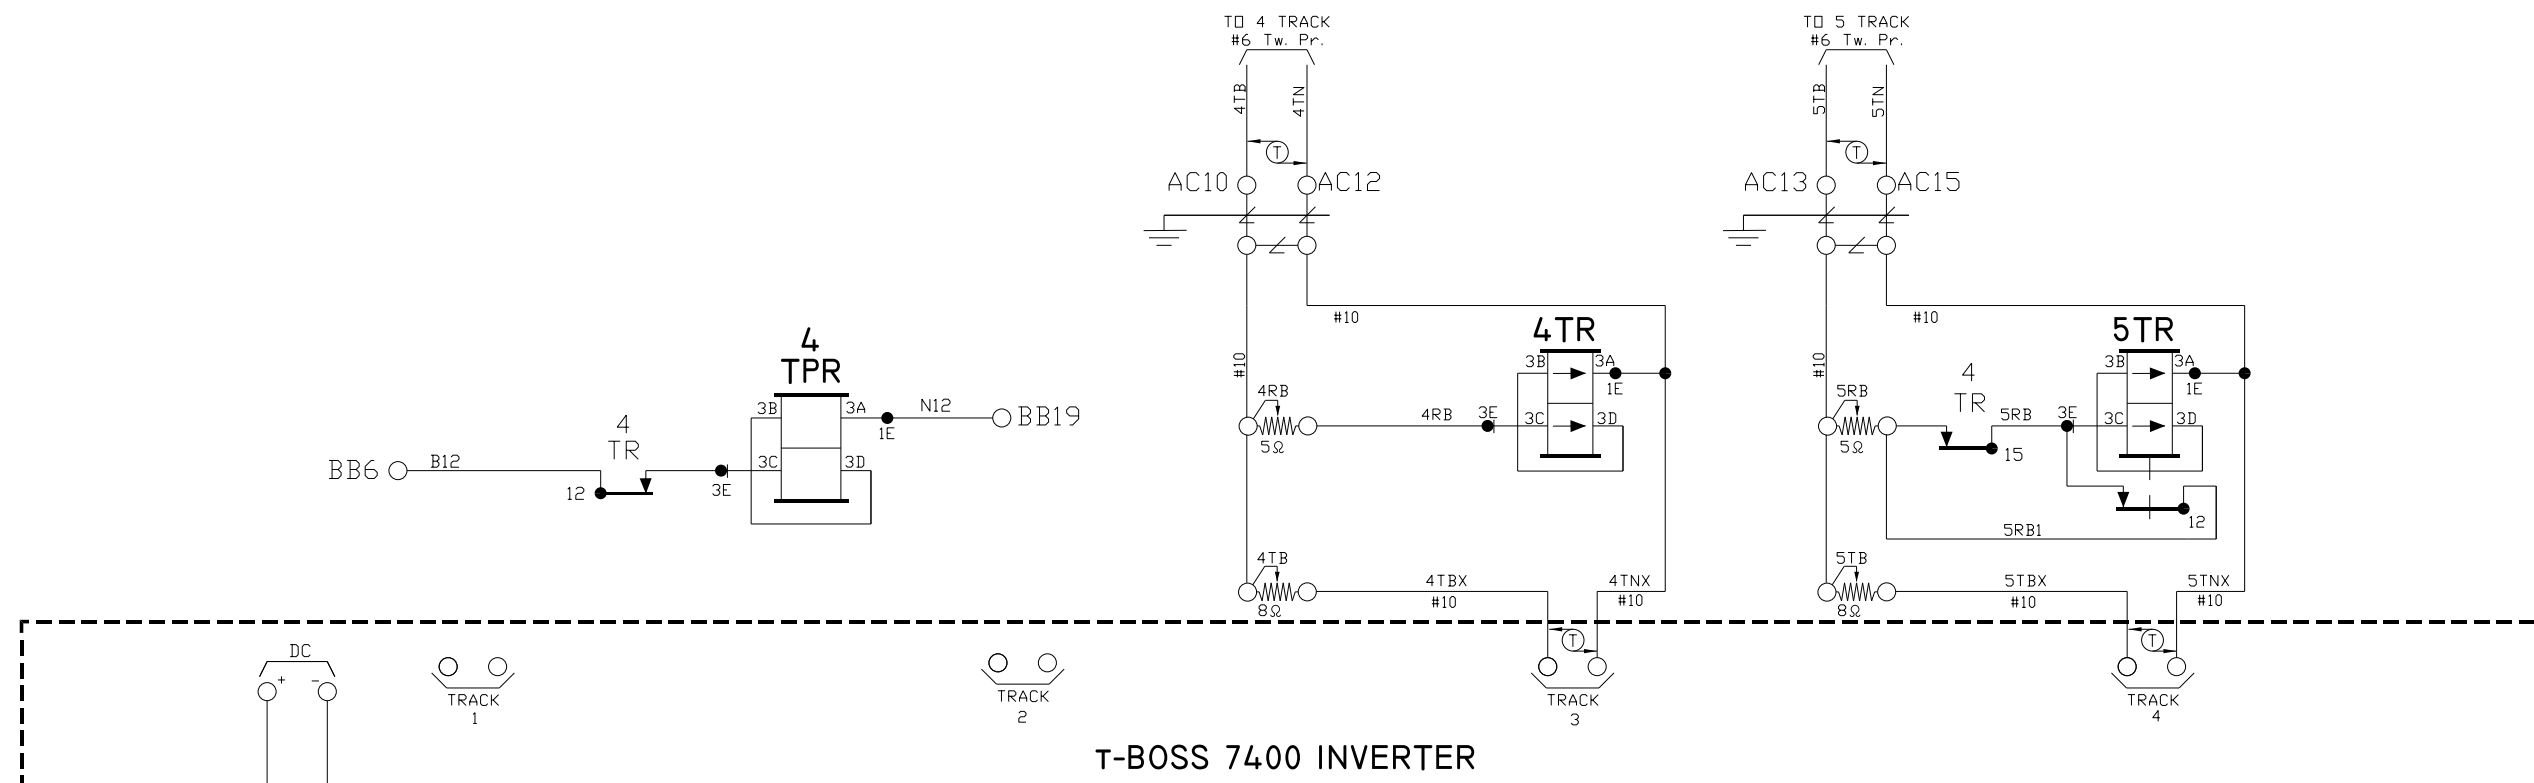 TO 4 TRACK
#6 Tw. Pr.
4TB
4TN
T
AC10
AC12
#10
#10
4TR
3B
3A
1E
4RB
5Ω
4RB
3E
3C
3D
4TB
8Ω
4TBX
#10
4TNX
#10
T
TO 5 TRACK
#6 Tw. Pr.
5TB
5TN
T
AC13
AC15
#10
#10
5TR
3B
3A
1E
5RB
5Ω
4
TR
15
5RB
3E
3C
3D
12
5RB1
5TB
8Ω
5TBX
#10
5TNX
#10
T
4
TPR
3B
3A
1E
N12
BB19
BB6
B12
4
TR
12
3E
3C
3D
DC
+
-
TRACK
1
TRACK
2
TRACK
3
TRACK
4
T-BOSS 7400 INVERTER